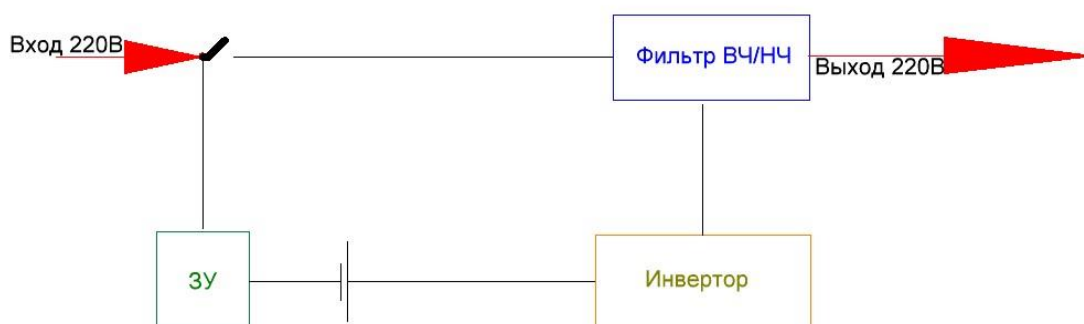 Вход 220В
Фильтр ВЧ/НЧ
Выход 220В
ЗУ
Инвертор